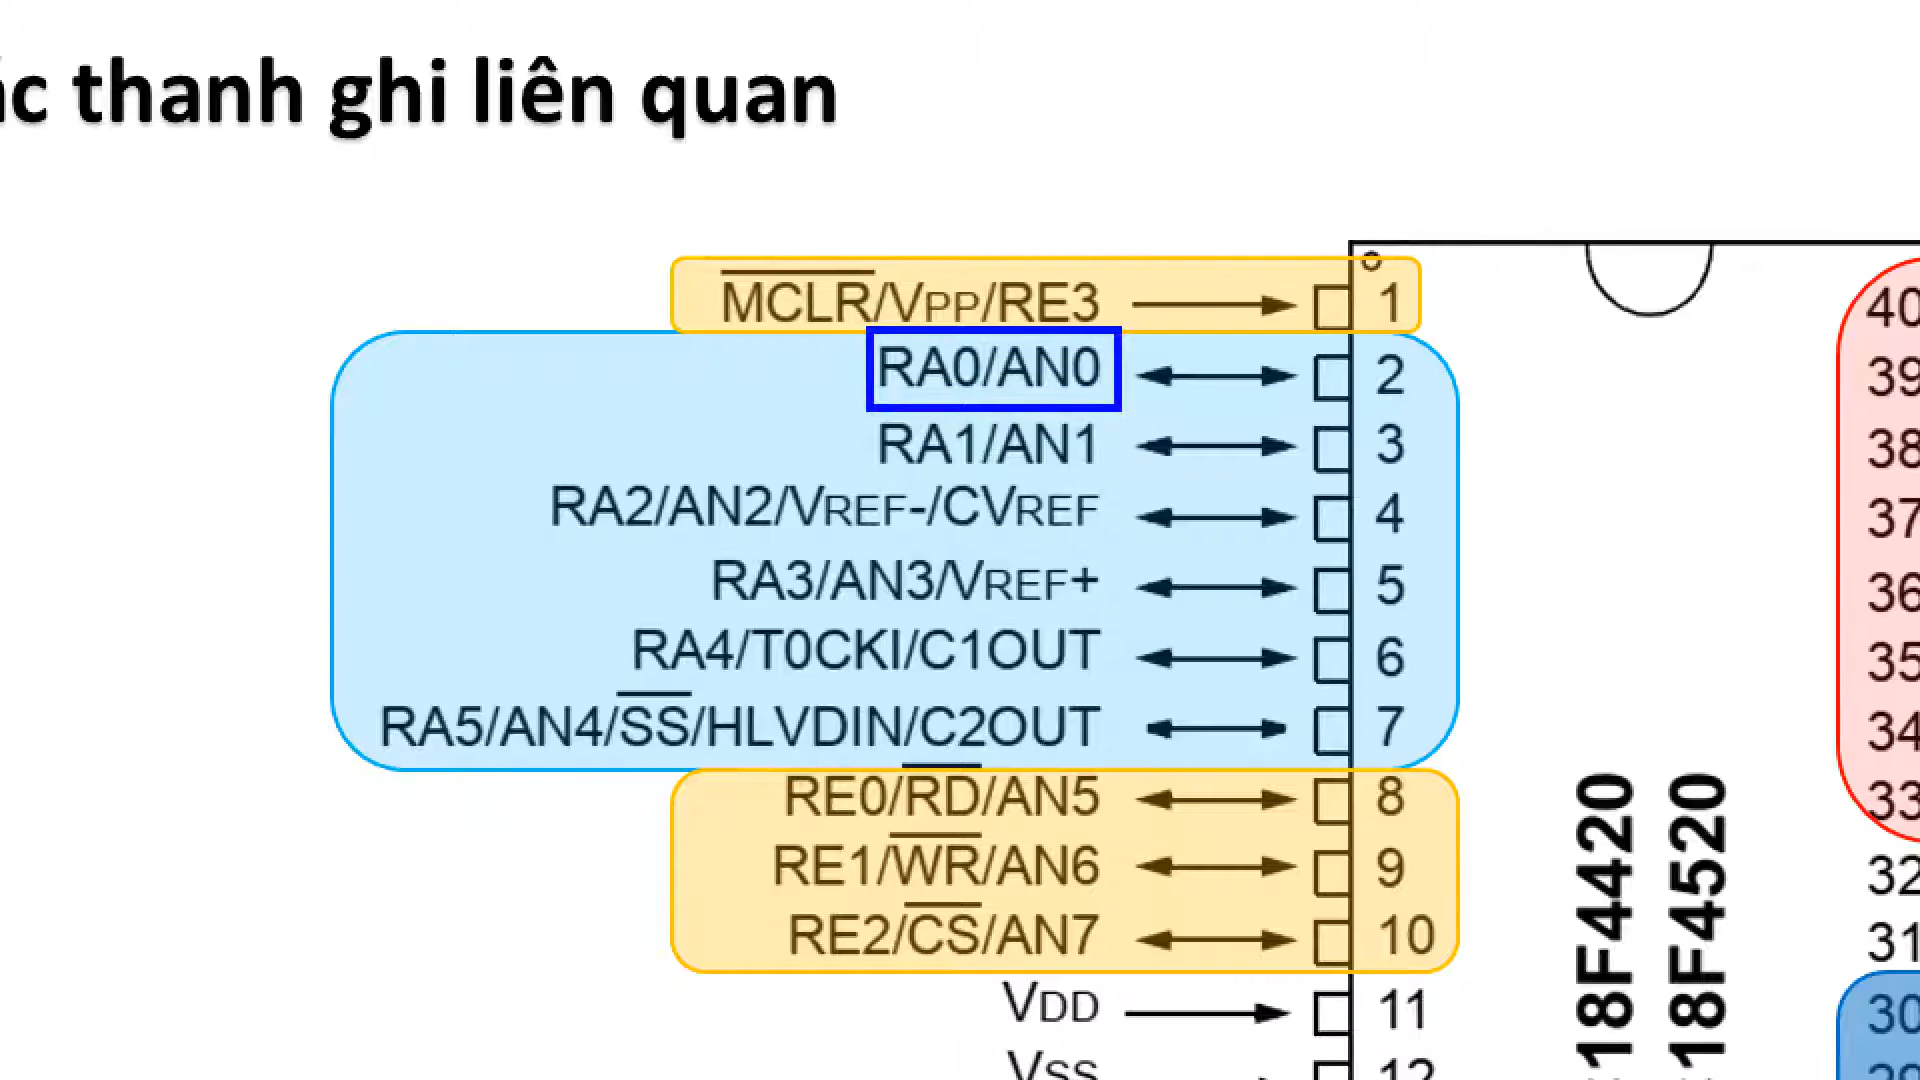 thanh ghi liên quan
MCLR/VPP/RE3 1
RA0/AN0 2
RA1/AN1 3
RA2/AN2/VREF-/CVREF 4
RA3/AN3/VREF+ 5
RA4/T0CKI/C1OUT 6
RA5/AN4/SS/HLVDIN/C2OUT 7
RE0/RD/AN5 8
RE1/WR/AN6 9
RE2/CS/AN7 10
VDD 11
VSS 12
18F4420
18F4520
40
39
38
37
36
35
34
33
32
31
30